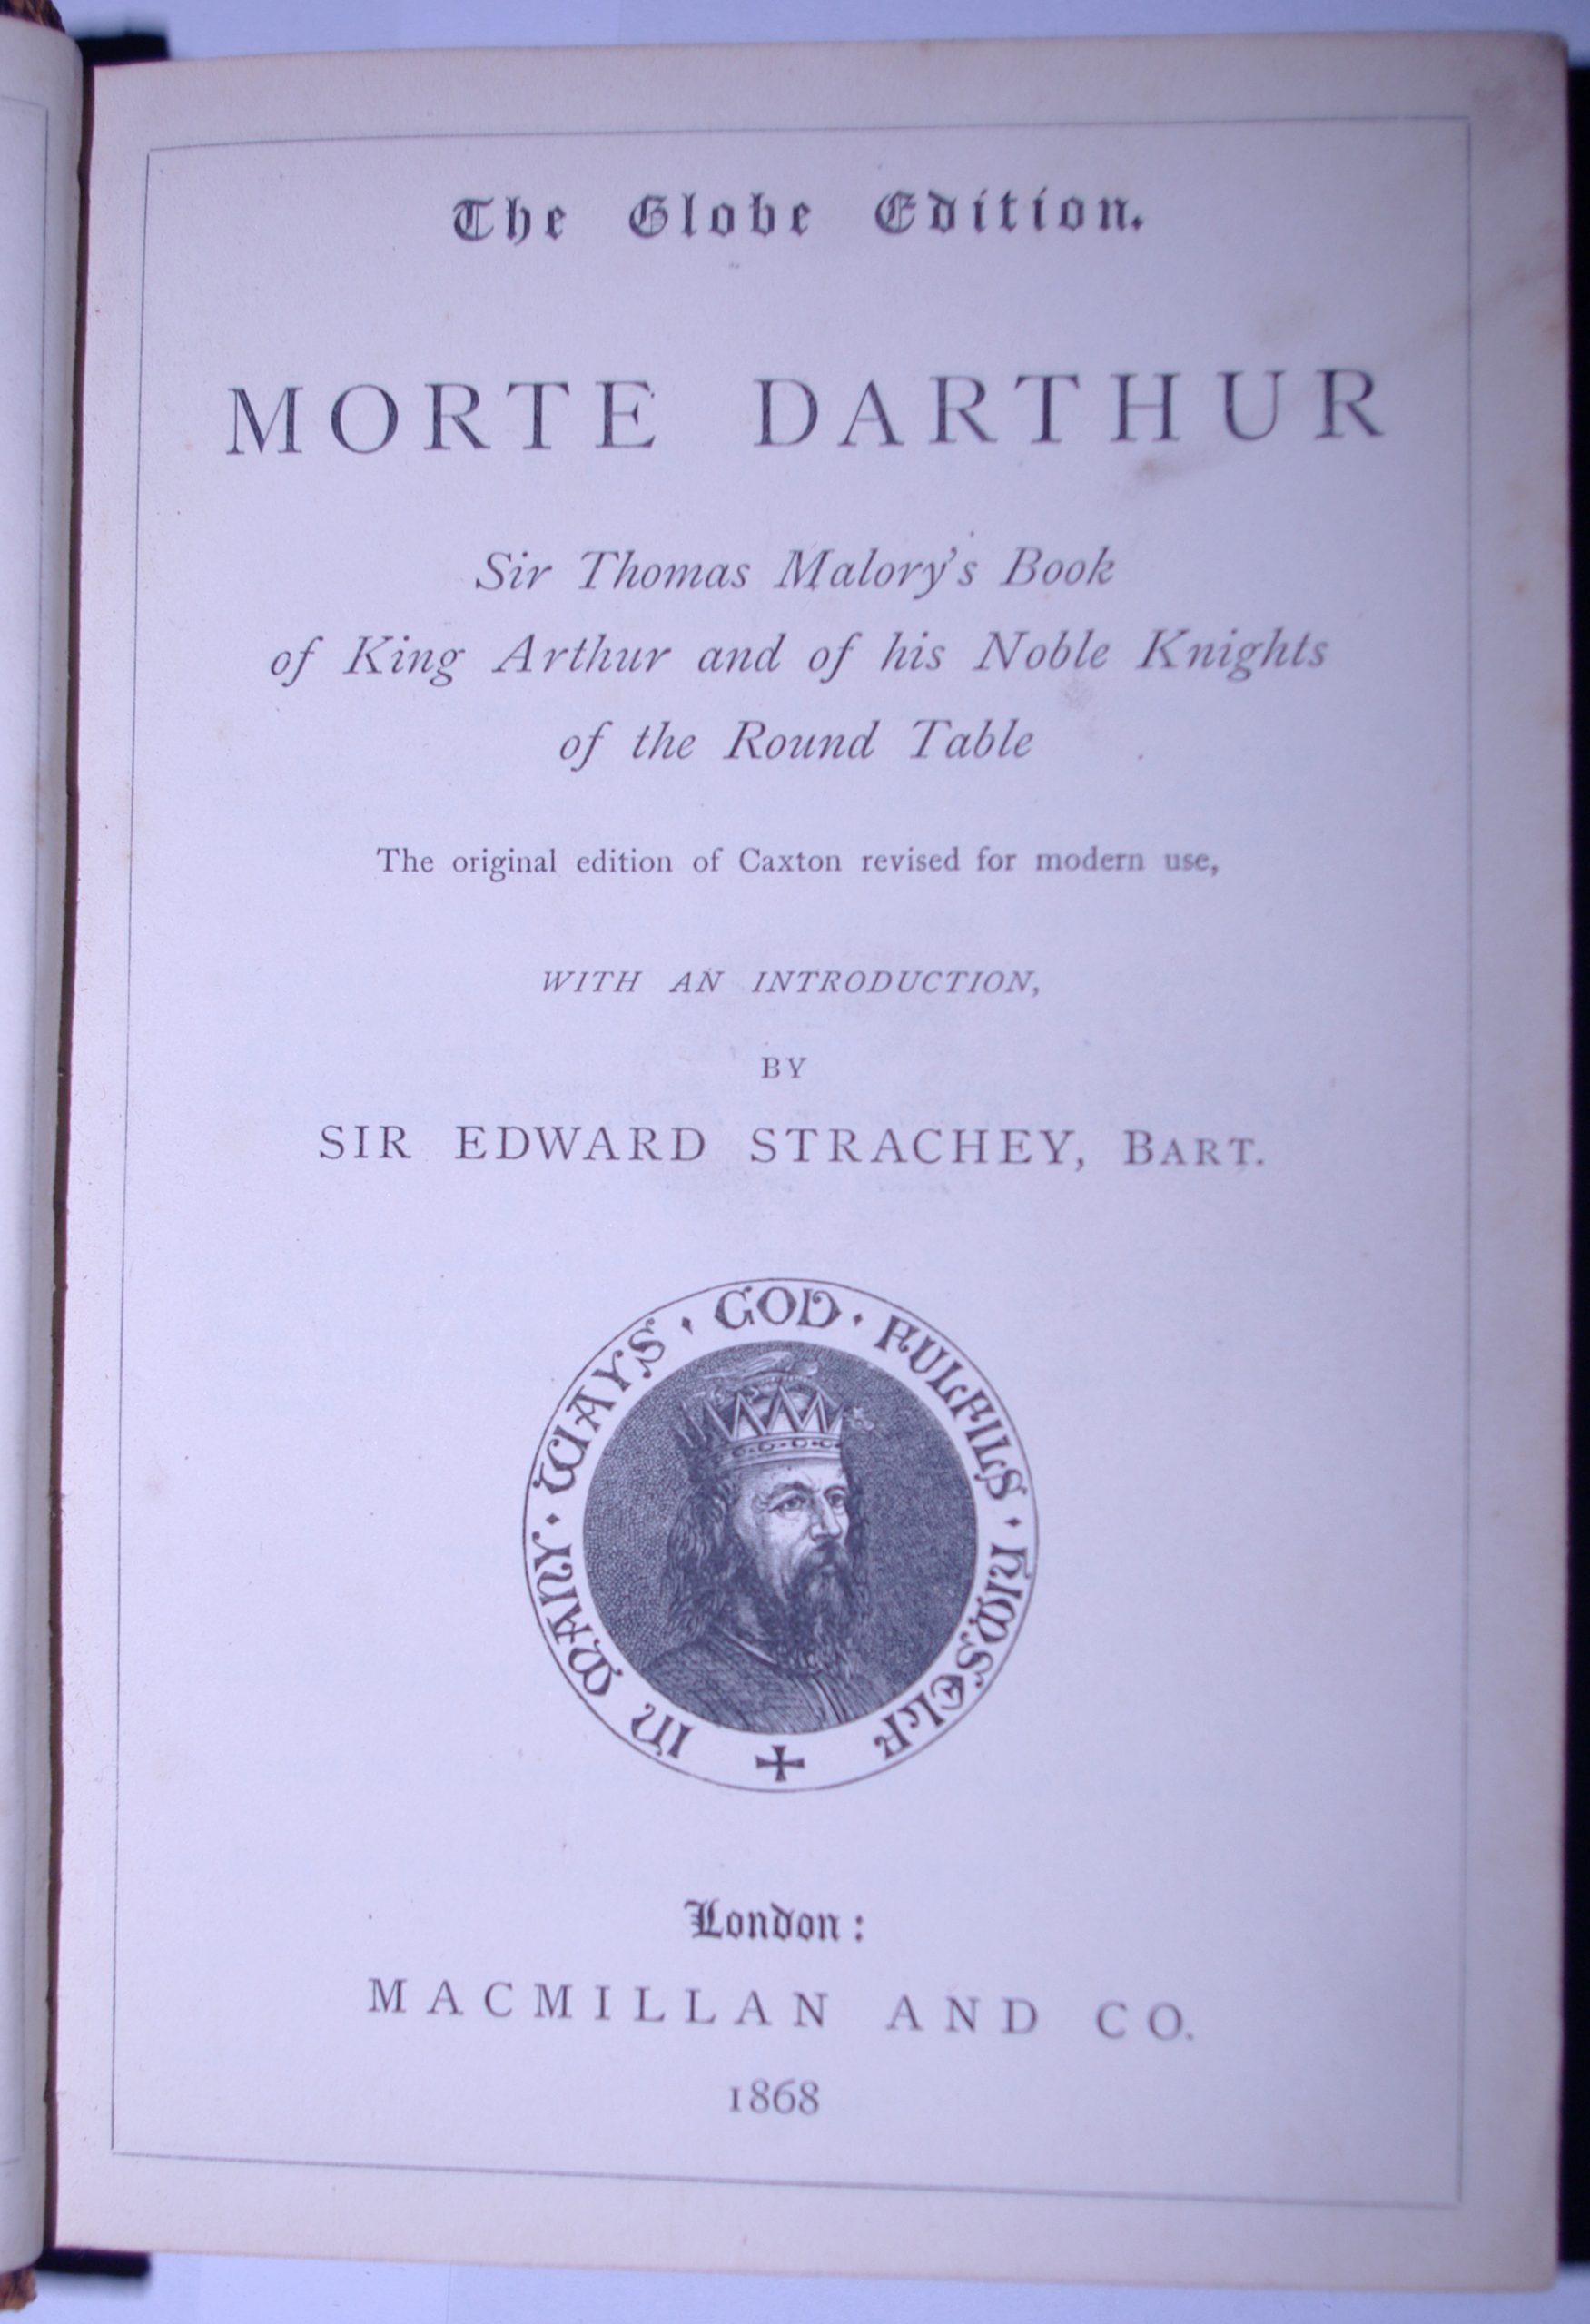 The Globe Edition.
MORTE DARTHUR
Sir Thomas Malory's Book
of King Arthur and of his Noble Knights
of the Round Table
The original edition of Caxton revised for modern use,
WITH AN INTRODUCTION,
BY
SIR EDWARD STRACHEY, BART.
IN MANY · WAYS · GOD · FULFILS · HIMSELF
London:
MACMILLAN AND CO.
1868